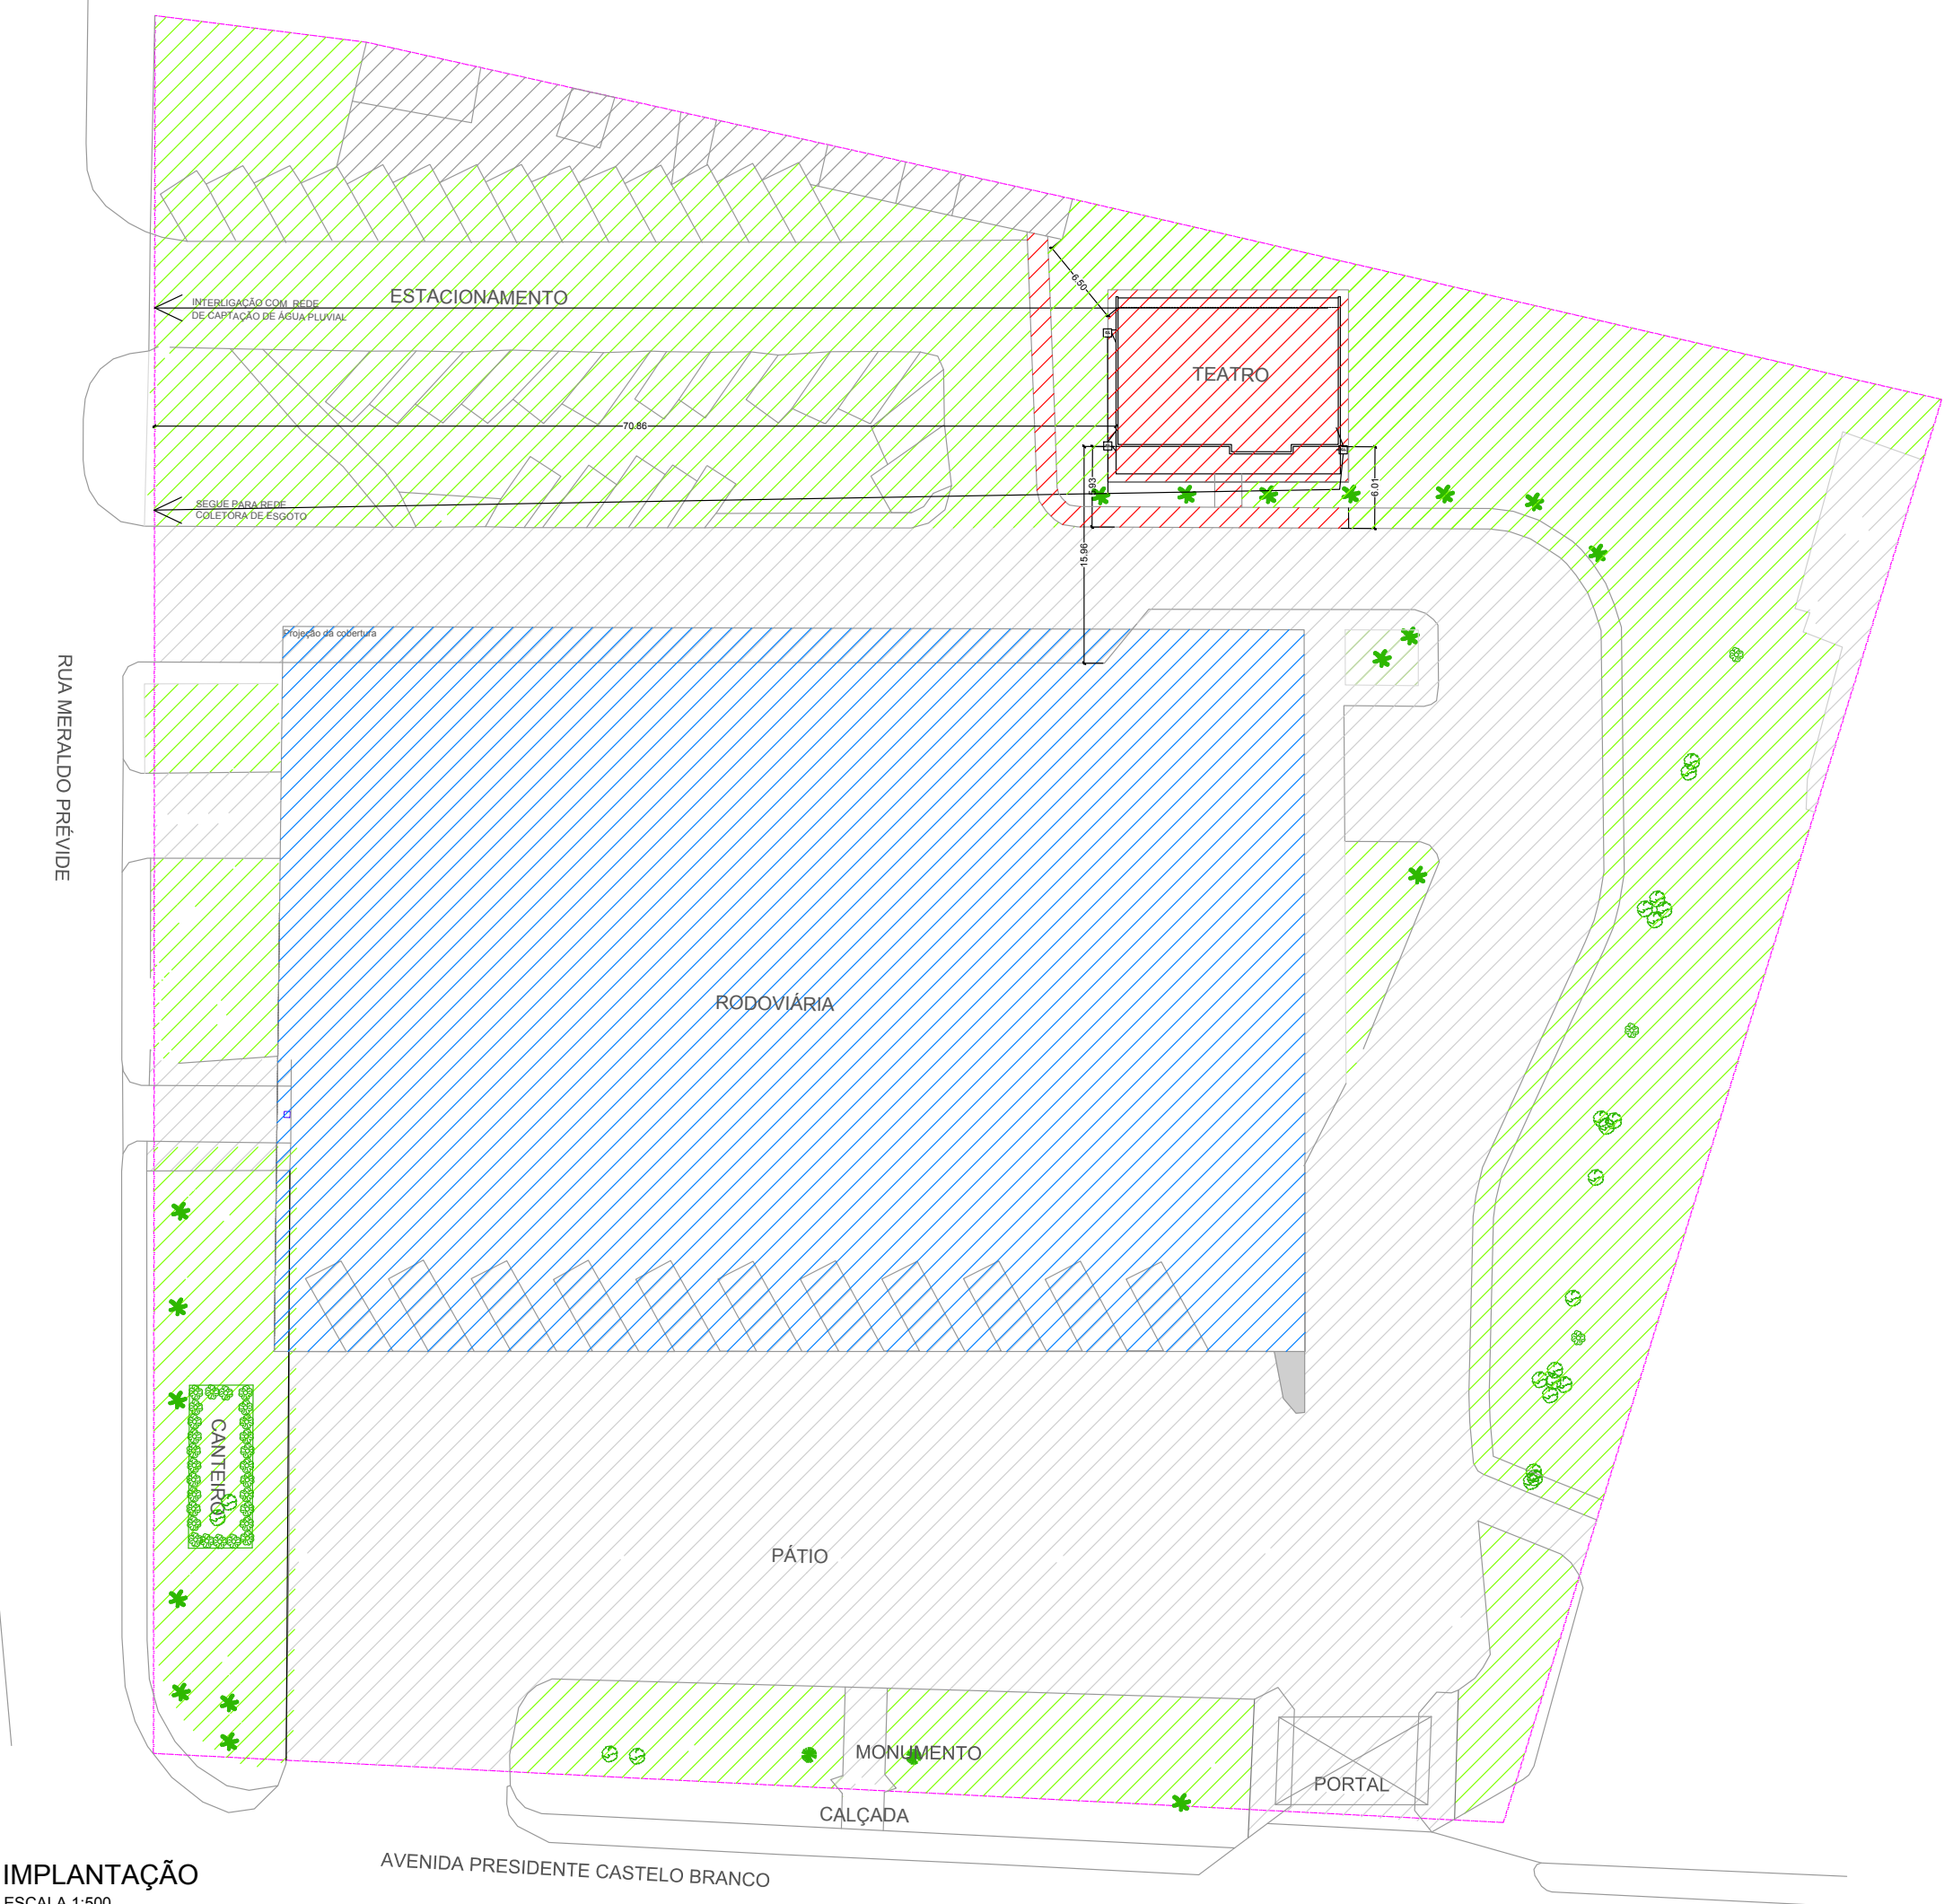 INTERLIGAÇÃO COM REDE
DE CAPTAÇÃO DE ÁGUA PLUVIAL
ESTACIONAMENTO
6.50
TEATRO
70.86
SEGUE PARA REDE
COLETORA DE ESGOTO
5.93
6.01
15.96
Projeção da cobertura
RUA MERALDO PRÉVIDE
RODOVIÁRIA
CANTEIRO
PÁTIO
MONUMENTO
PORTAL
CALÇADA
AVENIDA PRESIDENTE CASTELO BRANCO
IMPLANTAÇÃO
ESCALA 1:500